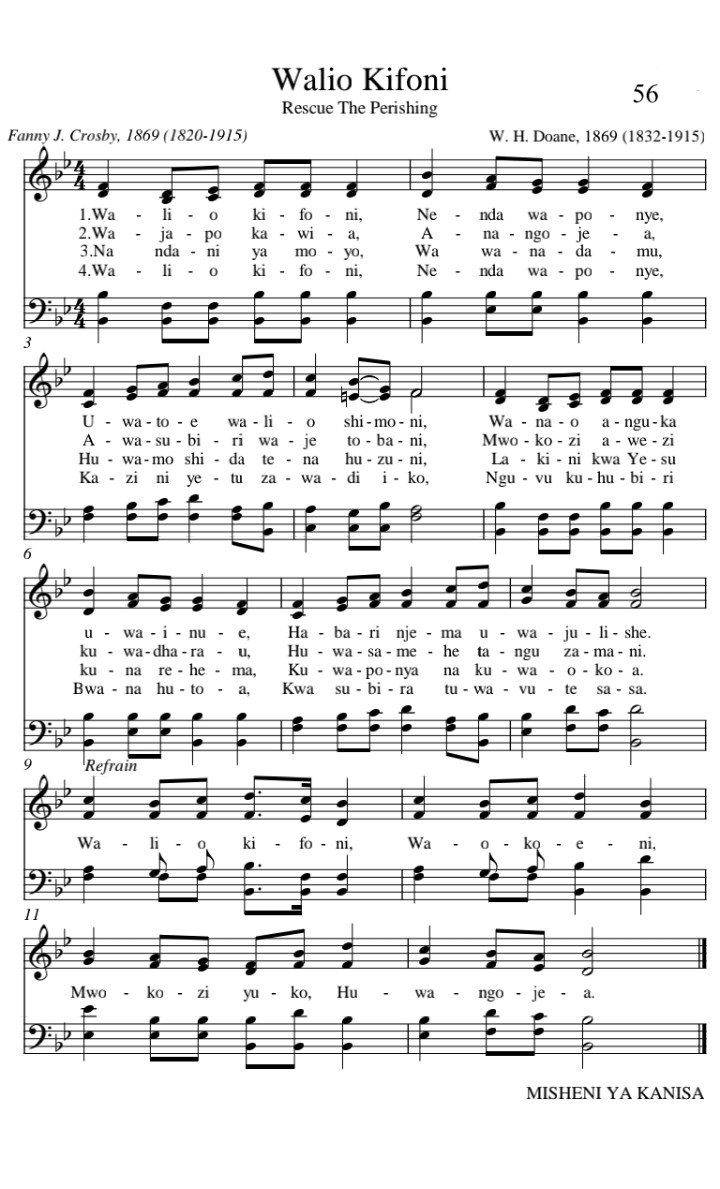 Walio Kifoni
Rescue The Perishing
56
Fanny J. Crosby, 1869 (1820-1915)
W. H. Doane, 1869 (1832-1915)
1.Wa - li - o ki - fo - ni, Ne - nda wa - po - nye,
2.Wa - ja - po ka - wi - a, A - na - ngo - je - a,
3.Na nda - ni ya mo - yo, Wa wa - na - da - mu,
4.Wa - li - o ki - fo - ni, Ne - nda wa - po - nye,
3
U - wa - to - e wa - li - o shi - mo - ni, Wa - na - o a - ngu - ka
A - wa - su - bi - ri wa - je to - ba - ni, Mwo - ko - zi a - we - zi
Hu - wa - mo shi - da te - na hu - zu - ni, La - ki - ni kwa Ye - su
Ka - zi ni ye - tu za - wa - di i - ko, Ngu - vu ku - hu - bi - ri
6
u - wa - i - nu - e, Ha - ba - ri nje - ma u - wa - ju - li - she.
ku - wa - dha - ra - u, Hu - wa - sa - me - he ta - ngu za - ma - ni.
ku - na re - he - ma, Ku - wa - po - nya na ku - wa - o - ko - a.
Bwa - na hu - to - a, Kwa su - bi - ra tu - wa - vu - te sa - sa.
9
Refrain
Wa - li - o ki - fo - ni, Wa - o - ko - e - ni,
11
Mwo - ko - zi yu - ko, Hu - wa - ngo - je - a.
MISHENI YA KANISA